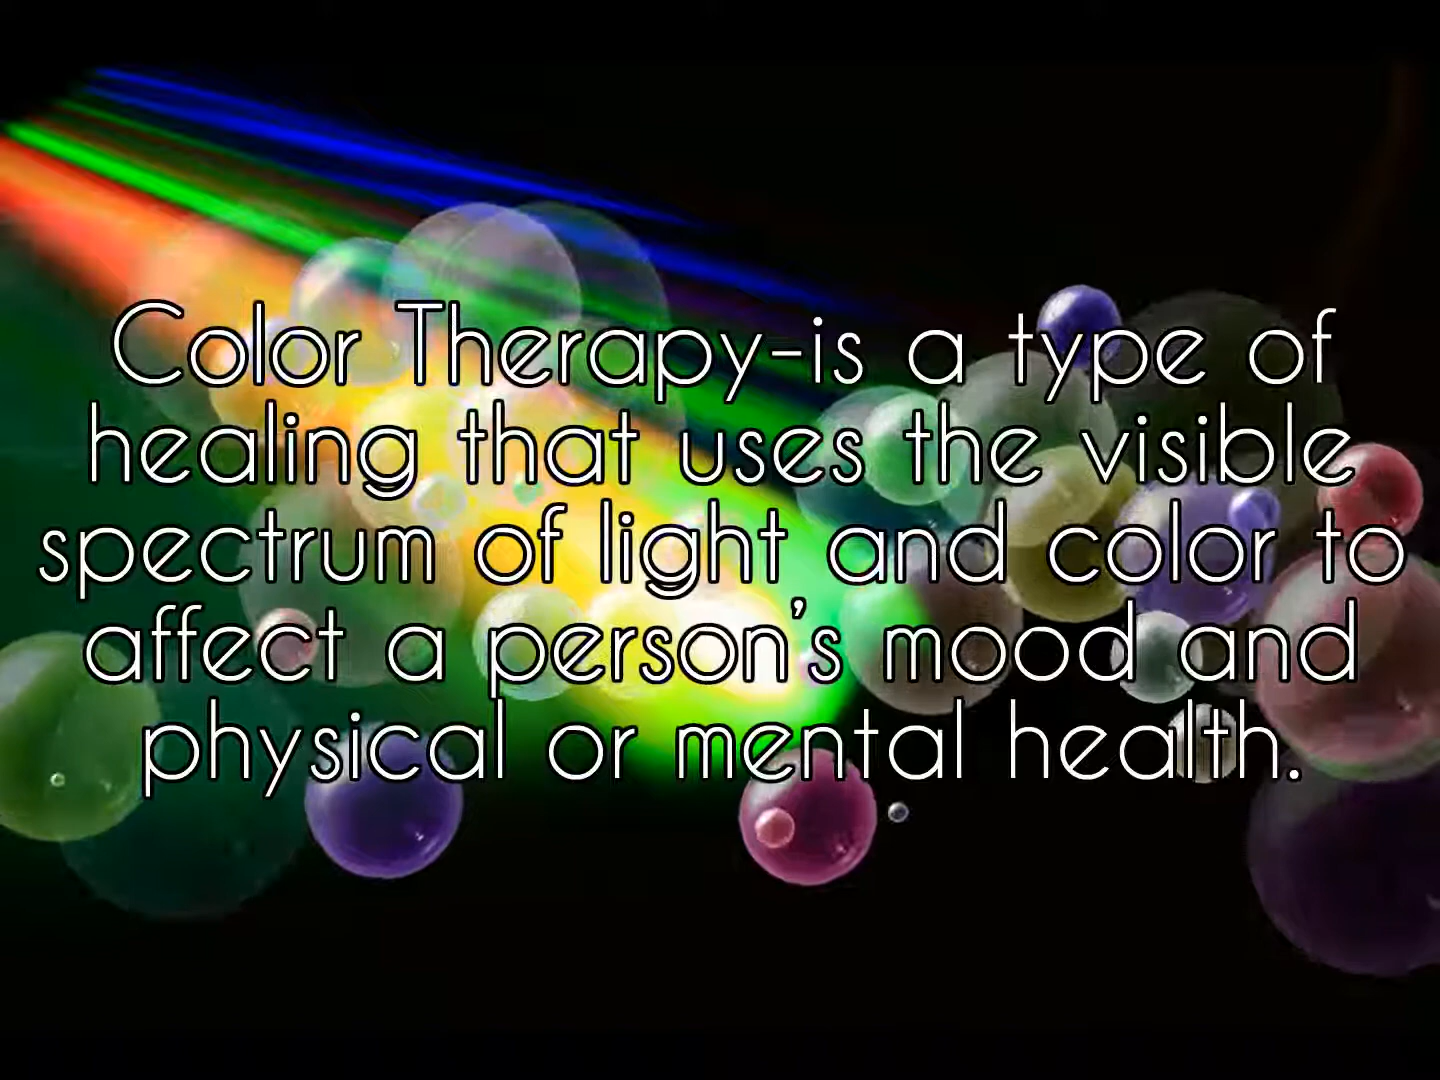 Color Therapy-is a type of
healing that uses the visible
spectrum of light and color to
affect a person's mood and
physical or mental health.